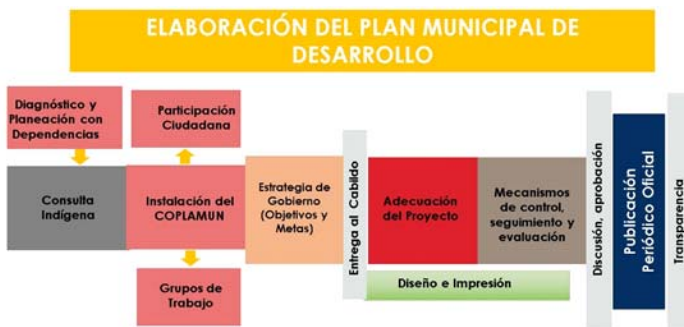 ELABORACIÓN DEL PLAN MUNICIPAL DE
DESARROLLO
Diagnóstico y
Planeación con
Dependencias
Participación
Ciudadana
Consulta
Indígena
Instalación del
COPLAMUN
Estrategia de
Gobierno
(Objetivos y
Metas)
Entrega al Cabildo
Adecuación
del Proyecto
Mecanismos
de control,
seguimiento y
evaluación
Discusión, aprobación
Publicación
Periódico Oficial
Transparencia
Grupos de
Trabajo
Diseño e Impresión